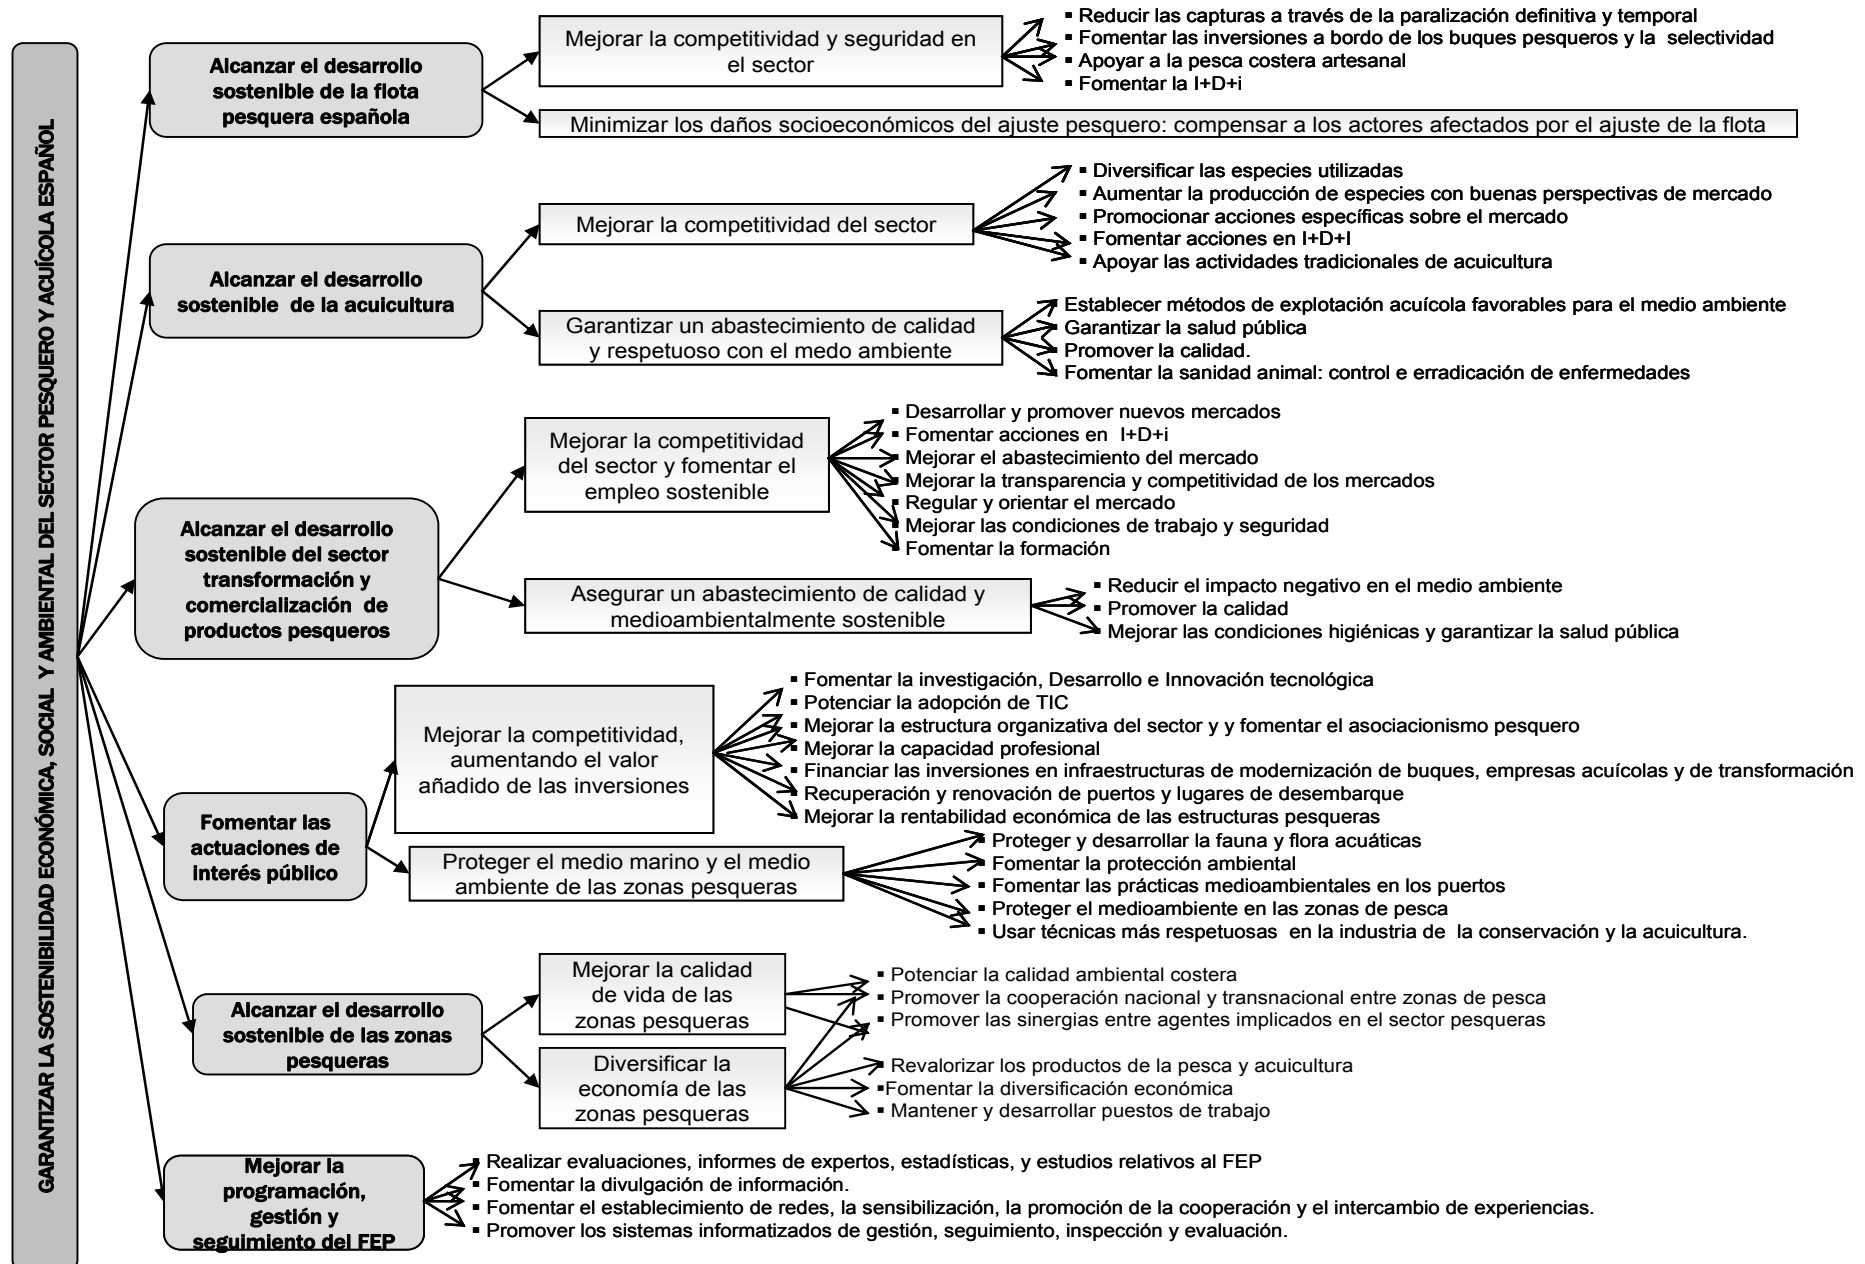 GARANTIZAR LA SOSTENIBILIDAD ECONÓMICA, SOCIAL Y AMBIENTAL DEL SECTOR PESQUERO Y ACUÍCOLA ESPAÑOL
Alcanzar el desarrollo
sostenible de la flota
pesquera española
Mejorar la competitividad y seguridad en
el sector
▪ Reducir las capturas a través de la paralización definitiva y temporal
▪ Fomentar las inversiones a bordo de los buques pesqueros y la selectividad
▪ Apoyar a la pesca costera artesanal
▪ Fomentar la I+D+i
Minimizar los daños socioeconómicos del ajuste pesquero: compensar a los actores afectados por el ajuste de la flota
Alcanzar el desarrollo
sostenible de la acuicultura
Mejorar la competitividad del sector
▪ Diversificar las especies utilizadas
▪ Aumentar la producción de especies con buenas perspectivas de mercado
▪ Promocionar acciones específicas sobre el mercado
▪ Fomentar acciones en I+D+I
▪ Apoyar las actividades tradicionales de acuicultura
Garantizar un abastecimiento de calidad
y respetuoso con el medo ambiente
▪ Establecer métodos de explotación acuícola favorables para el medio ambiente
▪ Garantizar la salud pública
▪ Promover la calidad.
▪ Fomentar la sanidad animal: control e erradicación de enfermedades
Alcanzar el desarrollo
sostenible del sector
transformación y
comercialización de
productos pesqueros
Mejorar la competitividad
del sector y fomentar el
empleo sostenible
▪ Desarrollar y promover nuevos mercados
▪ Fomentar acciones en I+D+i
▪ Mejorar el abastecimiento del mercado
▪ Mejorar la transparencia y competitividad de los mercados
▪ Regular y orientar el mercado
▪ Mejorar las condiciones de trabajo y seguridad
▪ Fomentar la formación
Asegurar un abastecimiento de calidad y
medioambientalmente sostenible
▪ Reducir el impacto negativo en el medio ambiente
▪ Promover la calidad
▪ Mejorar las condiciones higiénicas y garantizar la salud pública
Fomentar las
actuaciones de
interés público
Mejorar la competitividad,
aumentando el valor
añadido de las inversiones
▪ Fomentar la investigación, Desarrollo e Innovación tecnológica
▪ Potenciar la adopción de TIC
▪ Mejorar la estructura organizativa del sector y y fomentar el asociacionismo pesquero
▪ Mejorar la capacidad profesional
▪ Financiar las inversiones en infraestructuras de modernización de buques, empresas acuícolas y de transformación
▪ Recuperación y renovación de puertos y lugares de desembarque
▪ Mejorar la rentabilidad económica de las estructuras pesqueras
Proteger el medio marino y el medio
ambiente de las zonas pesqueras
▪ Proteger y desarrollar la fauna y flora acuáticas
▪ Fomentar la protección ambiental
▪ Fomentar las prácticas medioambientales en los puertos
▪ Proteger el medioambiente en las zonas de pesca
▪ Usar técnicas más respetuosas en la industria de la conservación y la acuicultura.
Alcanzar el desarrollo
sostenible de las zonas
pesqueras
Mejorar la calidad
de vida de las
zonas pesqueras
▪ Potenciar la calidad ambiental costera
▪ Promover la cooperación nacional y transnacional entre zonas de pesca
▪ Promover las sinergias entre agentes implicados en el sector pesqueras
Diversificar la
economía de las
zonas pesqueras
▪ Revalorizar los productos de la pesca y acuicultura
▪Fomentar la diversificación económica
▪ Mantener y desarrollar puestos de trabajo
Mejorar la
programación,
gestión y
seguimiento del FEP
▪ Realizar evaluaciones, informes de expertos, estadísticas, y estudios relativos al FEP
▪ Fomentar la divulgación de información.
▪ Fomentar el establecimiento de redes, la sensibilización, la promoción de la cooperación y el intercambio de experiencias.
▪ Promover los sistemas informatizados de gestión, seguimiento, inspección y evaluación.